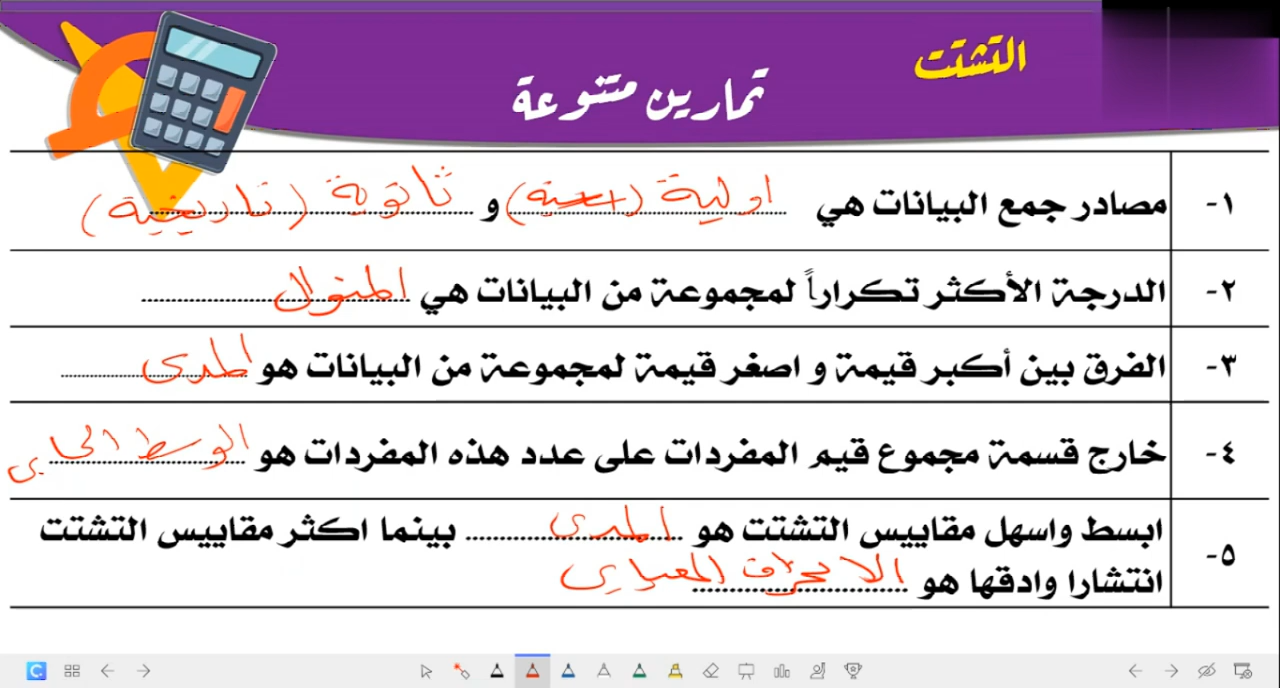 التشتت
تمارين متنوعة
١- مصادر جمع البيانات هي اولية ( ) و ثانوية (تاريخية)
٢- الدرجة الأكثر تكراراً لمجموعة من البيانات هي المنوال
٣- الفرق بين أكبر قيمة و اصغر قيمة لمجموعة من البيانات هو المدى
٤- خارج قسمة مجموع قيم المفردات على عدد هذه المفردات هو الوسط الحابى
٥- ابسط واسهل مقاييس التشتت هو المدى بينما اكثر مقاييس التشتت
انتشارا وادقها هو الانحراف المعيارى